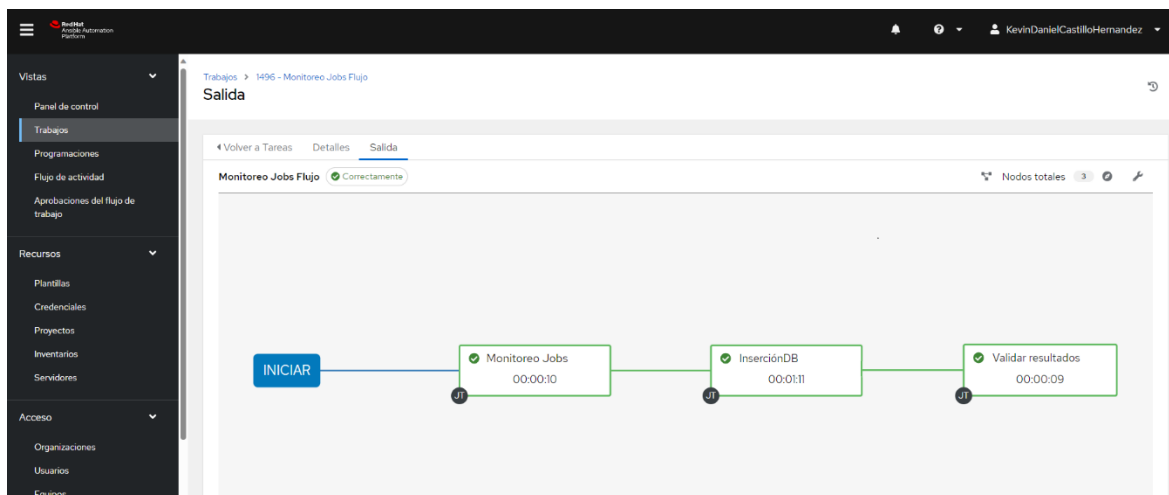 Red Hat
Ansible Automation
Platform
KevinDanielCastilloHernandez
Vistas
Panel de control
Trabajos
Programaciones
Flujo de actividad
Aprobaciones del flujo de
trabajo
Recursos
Plantillas
Credenciales
Proyectos
Inventarios
Servidores
Acceso
Organizaciones
Usuarios
Equipos
Trabajos > 1496 - Monitoreo Jobs Flujo
Salida
Volver a Tareas Detalles Salida
Monitoreo Jobs Flujo Correctamente
Nodos totales 3
INICIAR
Monitoreo Jobs
00:00:10
JT
InserciónDB
00:01:11
JT
Validar resultados
00:00:09
JT